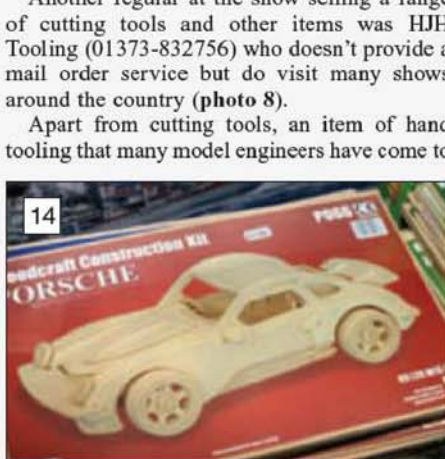 Another regular at the show selling a range
of cutting tools and other items was HJH
Tooling (01373-832756) who doesn’t provide a
mail order service but do visit many shows
around the country (photo 8).
Apart from cutting tools, an item of hand
tooling that many model engineers have come to
14
oodcraft Construction Kit
PORSCHE